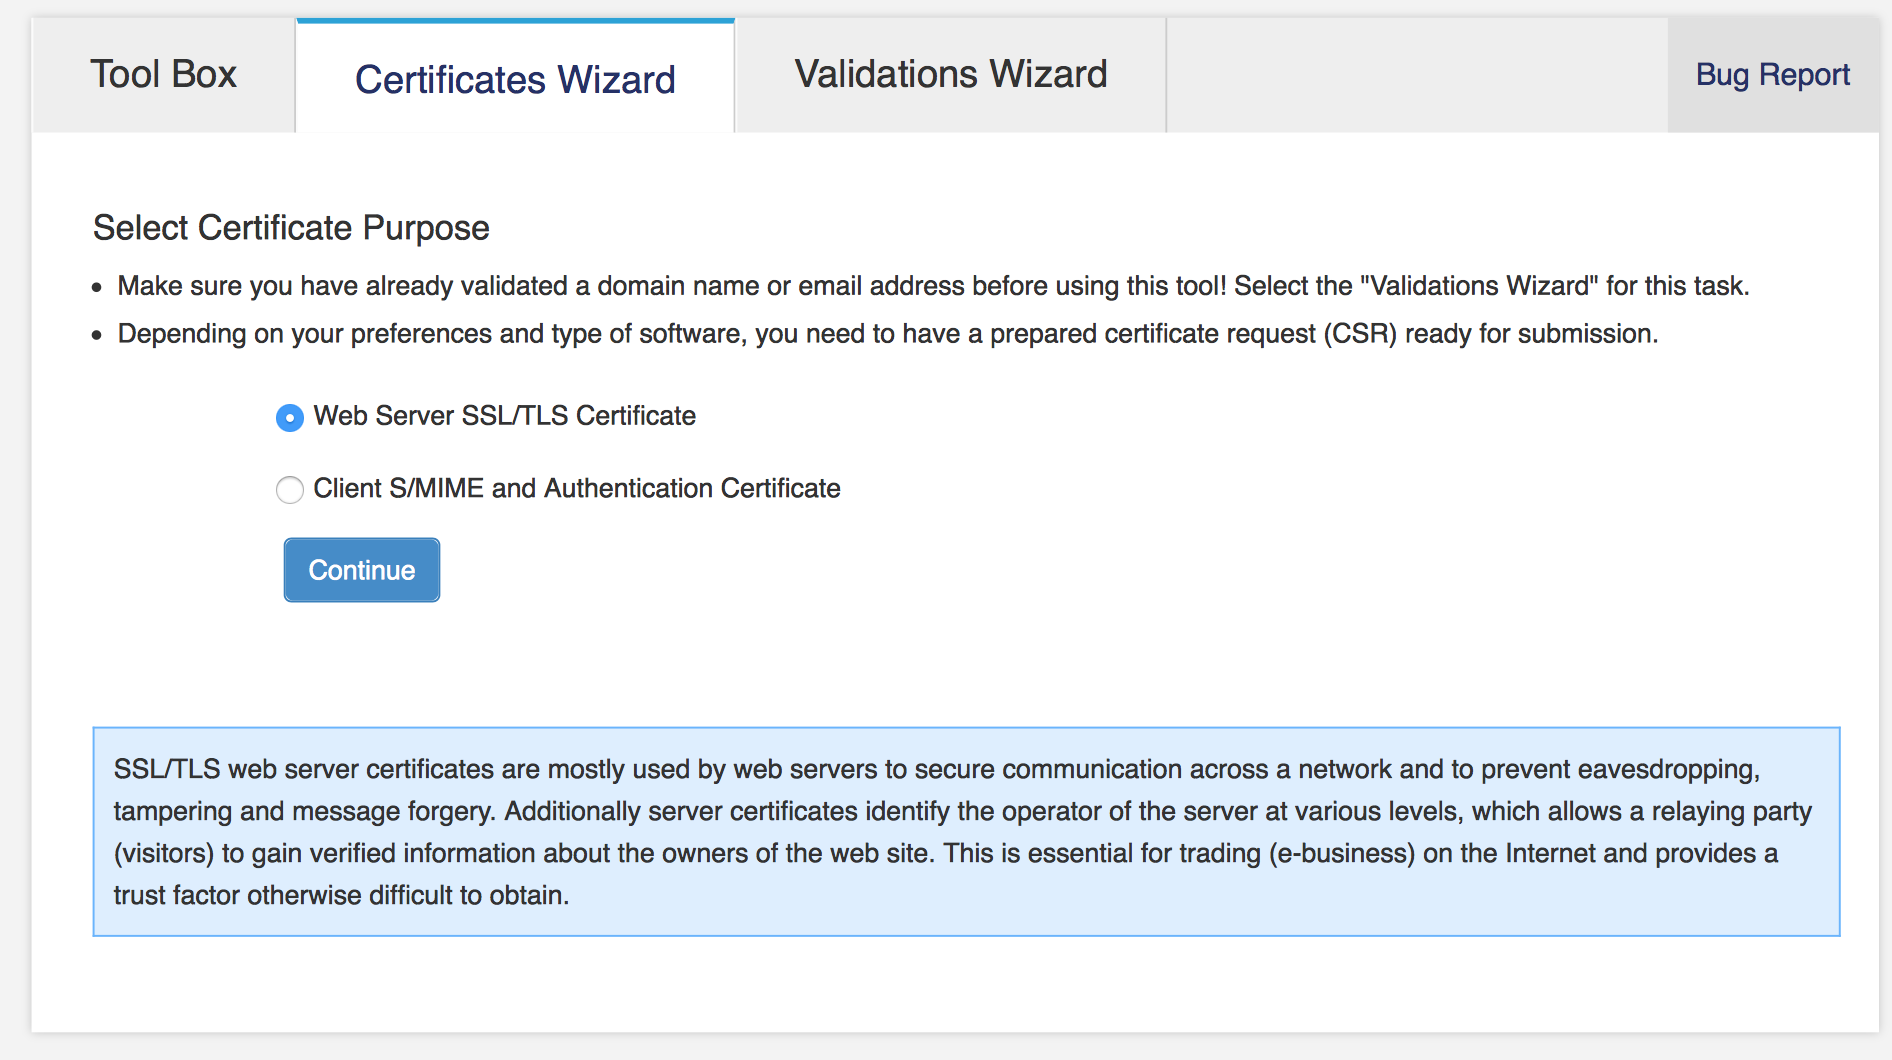 Tool Box
Certificates Wizard
Validations Wizard
Bug Report
Select Certificate Purpose
• Make sure you have already validated a domain name or email address before using this tool! Select the "Validations Wizard" for this task.
• Depending on your preferences and type of software, you need to have a prepared certificate request (CSR) ready for submission.
Web Server SSL/TLS Certificate
Client S/MIME and Authentication Certificate
Continue
SSL/TLS web server certificates are mostly used by web servers to secure communication across a network and to prevent eavesdropping,
tampering and message forgery. Additionally server certificates identify the operator of the server at various levels, which allows a relaying party
(visitors) to gain verified information about the owners of the web site. This is essential for trading (e-business) on the Internet and provides a
trust factor otherwise difficult to obtain.